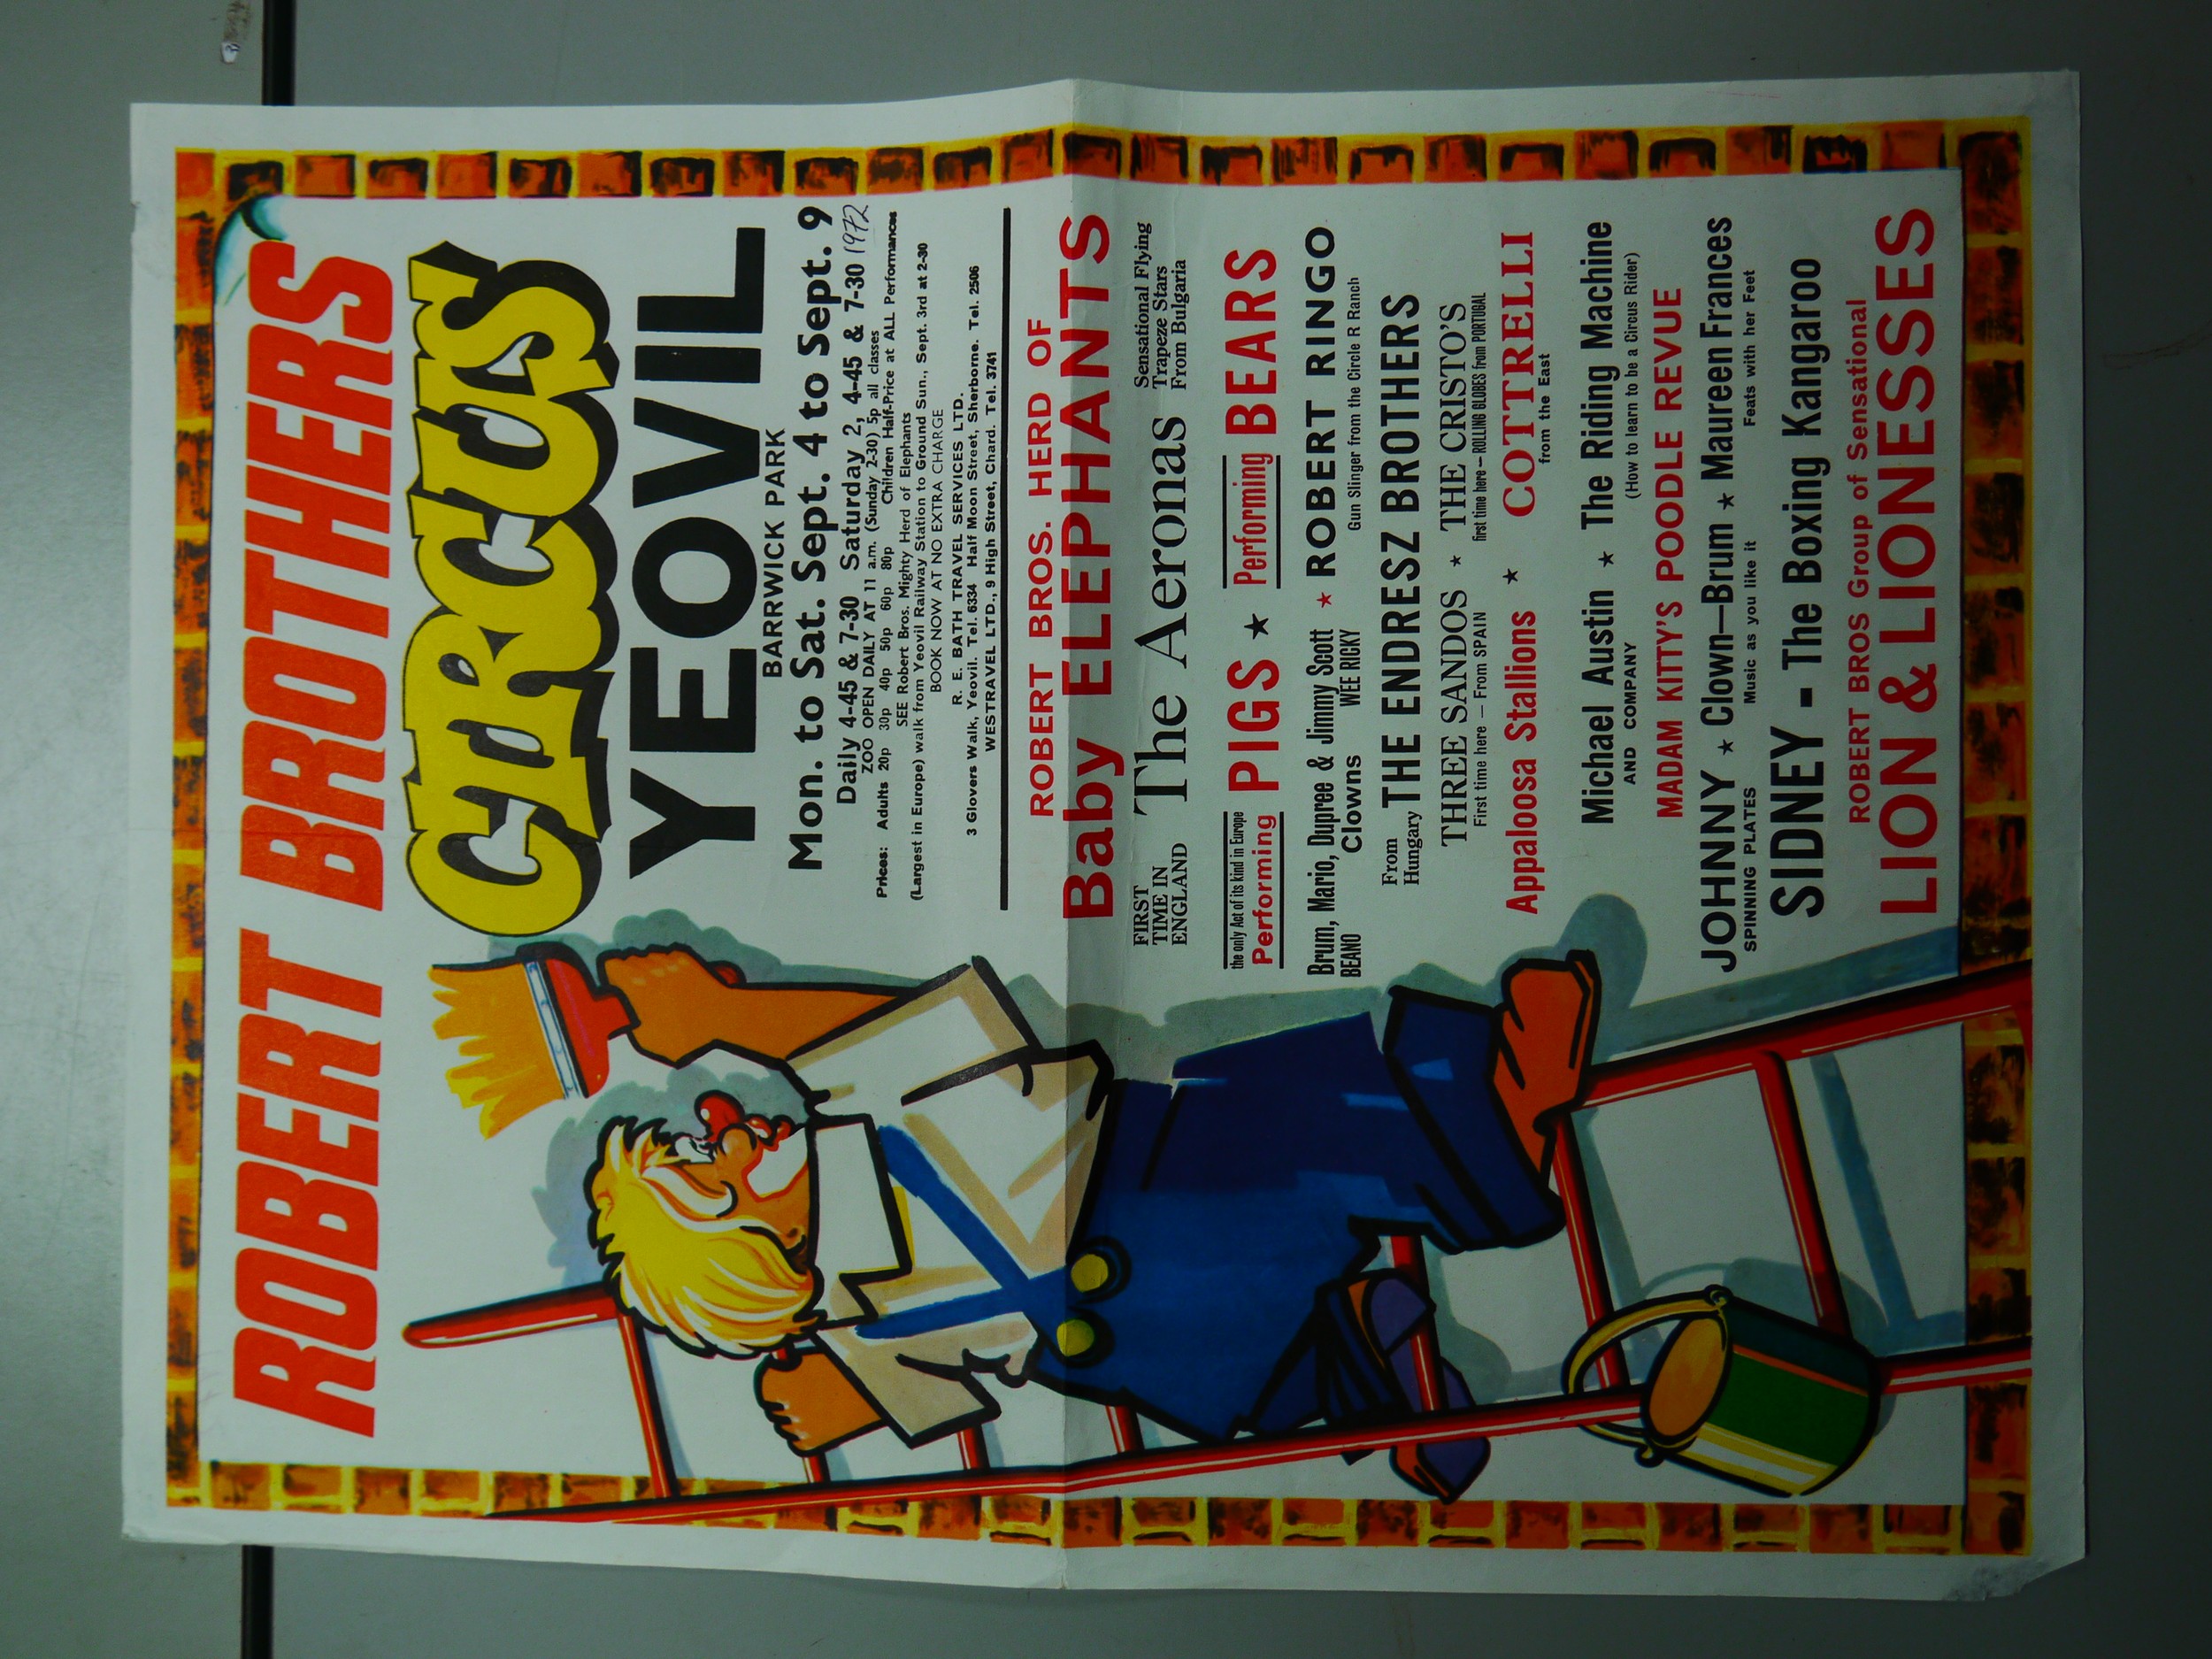 ROBERT BROTHERS
CIRCUS
YEOVIL
BARRWICK PARK
Mon. to Sat. Sept. 4 to Sept. 9
Daily 4-45 & 7-30 Saturday 2, 4-45 & 7-30 1972
ZOO OPEN DAILY AT 11 a.m. (Sunday 2-30) 5p all classes
Prices: Adults 20p 30p 40p 50p 60p 80p Children Half-Price at ALL Performances
SEE Robert Bros. Mighty Herd of Elephants
(Largest in Europe) walk from Yeovil Railway Station to Ground Sun., Sept. 3rd at 2-30
BOOK NOW AT NO EXTRA CHARGE
R. E. BATH TRAVEL SERVICES LTD.
3 Glovers Walk, Yeovil. Tel. 6334 Half Moon Street, Sherborne. Tel. 2506
WESTRAVEL LTD., 9 High Street, Chard. Tel. 3741
ROBERT BROS. HERD OF
Baby ELEPHANTS
FIRST TIME IN ENGLAND The Aeronas Sensational Flying Trapeze Stars From Bulgaria
the only Act of its kind in Europe
Performing PIGS ★ Performing BEARS
Brum, Mario, Dupree & Jimmy Scott ★ ROBERT RINGO
BEANO Clowns WEE RICKY Gun Slinger from the Circle R Ranch
From Hungary THE ENDRESZ BROTHERS
THREE SANDOS ★ THE CRISTO'S
First time here – From SPAIN first time here – ROLLING GLOBES from PORTUGAL
Appaloosa Stallions ★ COTTRELLI
from the East
Michael Austin ★ The Riding Machine
AND COMPANY (How to learn to be a Circus Rider)
MADAM KITTY'S POODLE REVUE
JOHNNY ★ Clown—Brum ★ Maureen Frances
SPINNING PLATES Music as you like it Feats with her Feet
SIDNEY - The Boxing Kangaroo
ROBERT BROS Group of Sensational
LION & LIONESSES